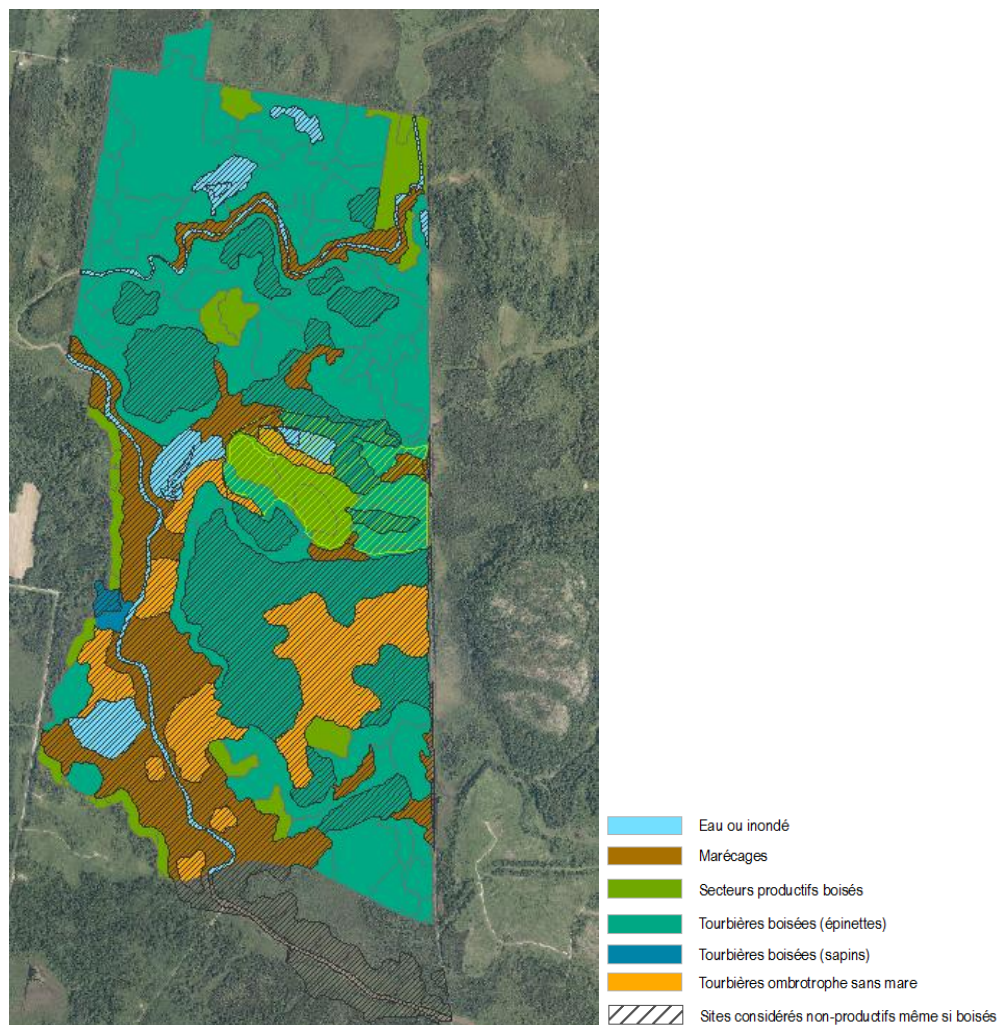 Eau ou inondé
Marécages
Secteurs productifs boisés
Tourbières boisées (épinettes)
Tourbières boisées (sapins)
Tourbières ombrotrophe sans mare
Sites considérés non-productifs même si boisés